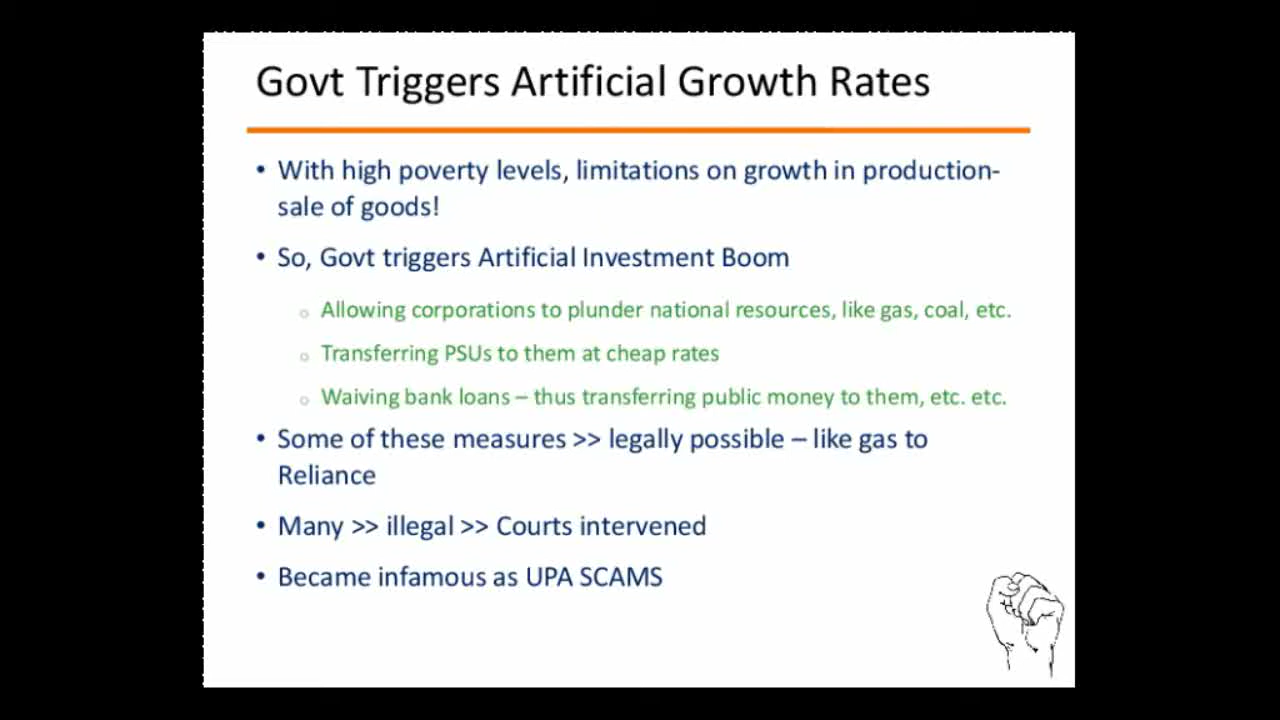 Govt Triggers Artificial Growth Rates
• With high poverty levels, limitations on growth in production-
sale of goods!
• So, Govt triggers Artificial Investment Boom
o Allowing corporations to plunder national resources, like gas, coal, etc.
o Transferring PSUs to them at cheap rates
o Waiving bank loans – thus transferring public money to them, etc. etc.
• Some of these measures >> legally possible – like gas to
Reliance
• Many >> illegal >> Courts intervened
• Became infamous as UPA SCAMS